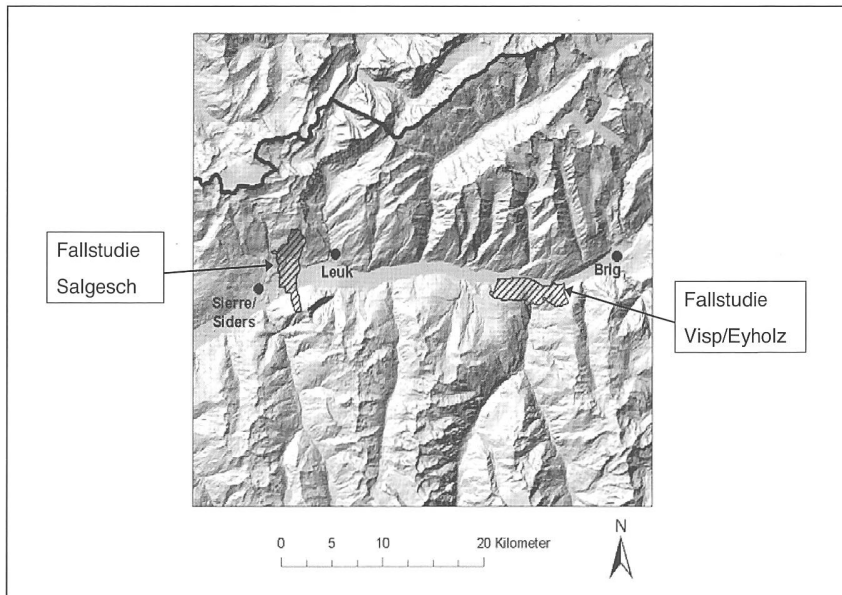 Fallstudie
Salgesch
Leuk
Sierre/
Siders
Brig
Fallstudie
Visp/Eyholz
N
0 5 10 20 Kilometer